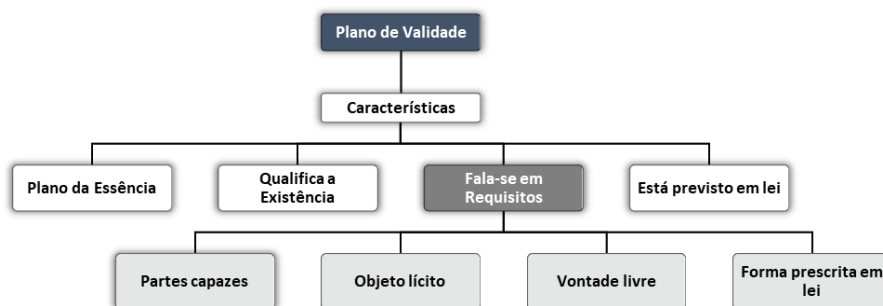 Plano de Validade
Características
Plano da Essência
Qualifica a
Existência
Fala-se em
Requisitos
Está previsto em lei
Partes capazes
Objeto lícito
Vontade livre
Forma prescrita em
lei